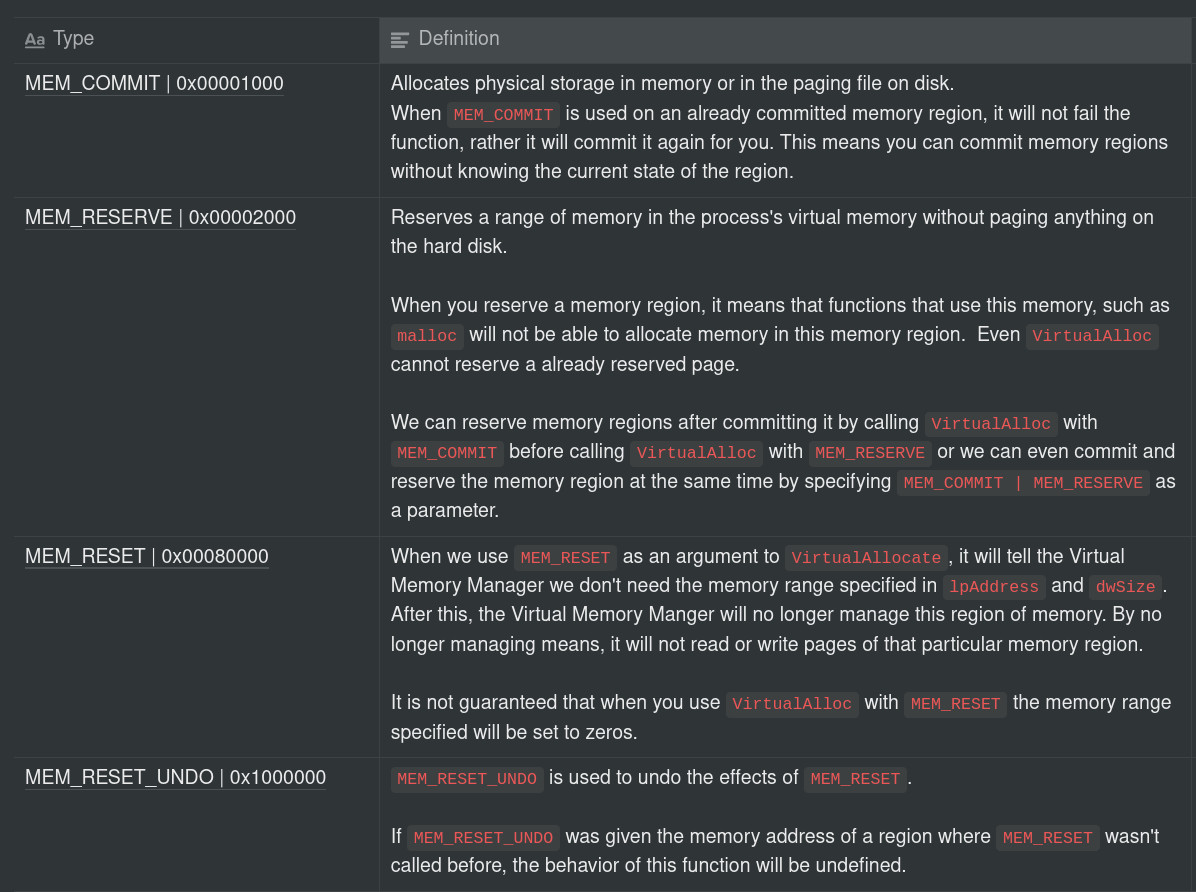 Aa Type
Definition
MEM_COMMIT | 0x00001000
Allocates physical storage in memory or in the paging file on disk.
When MEM_COMMIT is used on an already committed memory region, it will not fail the
function, rather it will commit it again for you. This means you can commit memory regions
without knowing the current state of the region.
MEM_RESERVE | 0x00002000
Reserves a range of memory in the process's virtual memory without paging anything on
the hard disk.
When you reserve a memory region, it means that functions that use this memory, such as
malloc will not be able to allocate memory in this memory region.  Even VirtualAlloc
cannot reserve a already reserved page.
We can reserve memory regions after committing it by calling VirtualAlloc with
MEM_COMMIT before calling VirtualAlloc with MEM_RESERVE or we can even commit and
reserve the memory region at the same time by specifying MEM_COMMIT | MEM_RESERVE as
a parameter.
MEM_RESET | 0x00080000
When we use MEM_RESET as an argument to VirtualAllocate, it will tell the Virtual
Memory Manager we don't need the memory range specified in lpAddress and dwSize.
After this, the Virtual Memory Manger will no longer manage this region of memory. By no
longer managing means, it will not read or write pages of that particular memory region.
It is not guaranteed that when you use VirtualAlloc with MEM_RESET the memory range
specified will be set to zeros.
MEM_RESET_UNDO | 0x1000000
MEM_RESET_UNDO is used to undo the effects of MEM_RESET.
If MEM_RESET_UNDO was given the memory address of a region where MEM_RESET wasn't
called before, the behavior of this function will be undefined.